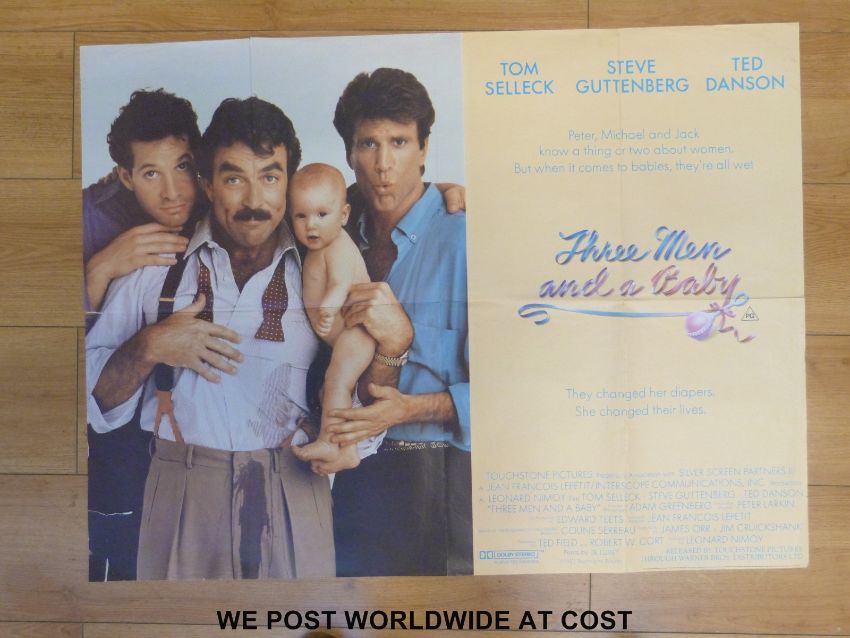 TOM STEVE TED
SELLECK GUTTENBERG DANSON
Peter, Michael and Jack
know a thing or two about women.
But when it comes to babies, they're all wet
Three Men
and a Baby
PG
They changed her diapers.
She changed their lives.
TOUCHSTONE PICTURES SILVER SCREEN PARTNERS III
A JEAN FRANCOIS LEPETIT/INTERSCOPE COMMUNICATIONS, INC.
A LEONARD NIMOY TOM SELLECK · STEVE GUTTENBERG TED DANSON
"THREE MEN AND A BABY" ADAM GREENBERG PETER LARKIN
EDWARD TEETS JEAN FRANCOIS LEPETIT
COLINE SERREAU JAMES ORR & JIM CRUICKSHANK
TED FIELD ROBERT W. CORT LEONARD NIMOY
DOLBY STEREO
RELEASED BY TOUCHSTONE PICTURES
THROUGH WARNER BROS. DISTRIBUTORS LTD
WE POST WORLDWIDE AT COST